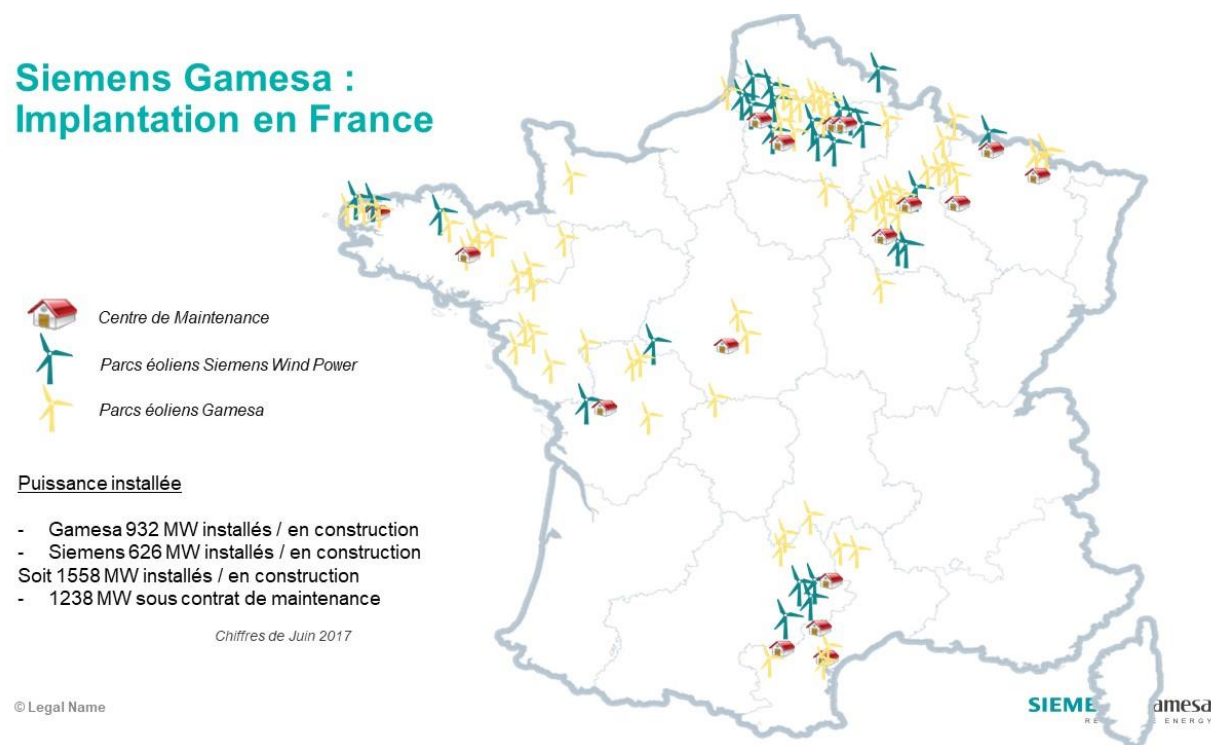 Siemens Gamesa :
Implantation en France
Centre de Maintenance
Parcs éoliens Siemens Wind Power
Parcs éoliens Gamesa
Puissance installée
- Gamesa 932 MW installés / en construction
- Siemens 626 MW installés / en construction
Soit 1558 MW installés / en construction
- 1238 MW sous contrat de maintenance
Chiffres de Juin 2017
© Legal Name
ENERGY